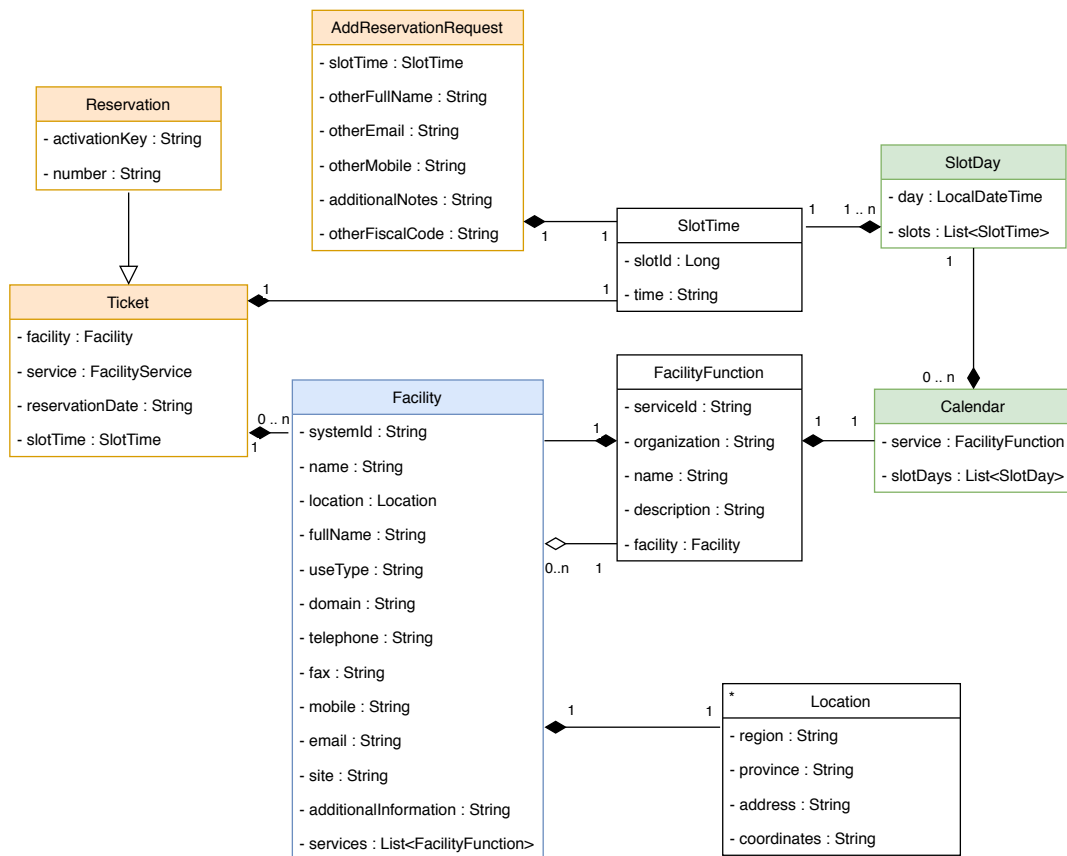 AddReservationRequest
- slotTime : SlotTime
- otherFullName : String
- otherEmail : String
- otherMobile : String
- additionalNotes : String
- otherFiscalCode : String
Reservation
- activationKey : String
- number : String
SlotDay
- day : LocalDateTime
- slots : List<SlotTime>
1
1
1
1 .. n
SlotTime
- slotId : Long
- time : String
1
Ticket
- facility : Facility
- service : FacilityService
- reservationDate : String
- slotTime : SlotTime
1
1
0 .. n
1
Facility
- systemId : String
- name : String
- location : Location
- fullName : String
- useType : String
- domain : String
- telephone : String
- fax : String
- mobile : String
- email : String
- site : String
- additionalInformation : String
- services : List<FacilityFunction>
1
0..n
1
FacilityFunction
- serviceId : String
- organization : String
- name : String
- description : String
- facility : Facility
1
1
0 .. n
Calendar
- service : FacilityFunction
- slotDays : List<SlotDay>
1
1
*
Location
- region : String
- province : String
- address : String
- coordinates : String